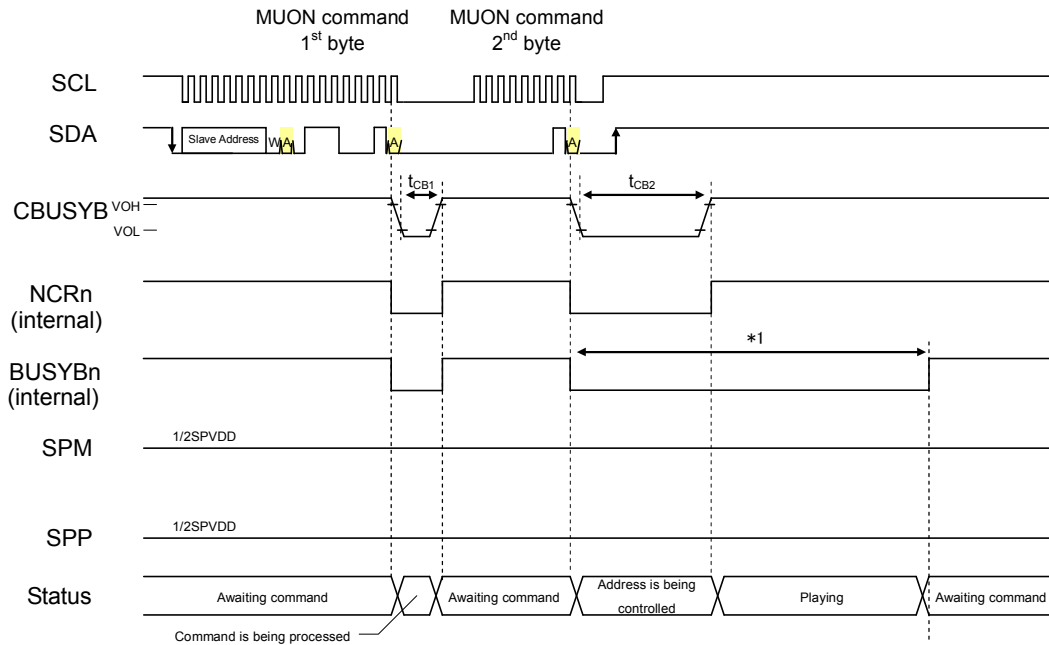 MUON command
1st byte
MUON command
2nd byte
SCL
SDA
Slave Address
W
A
A
A
CBUSYB
VOH
VOL
tCB1
tCB2
NCRn
(internal)
BUSYBn
(internal)
*1
SPM
1/2SPVDD
SPP
1/2SPVDD
Status
Awaiting command
Awaiting command
Address is being
controlled
Playing
Awaiting command
Command is being processed